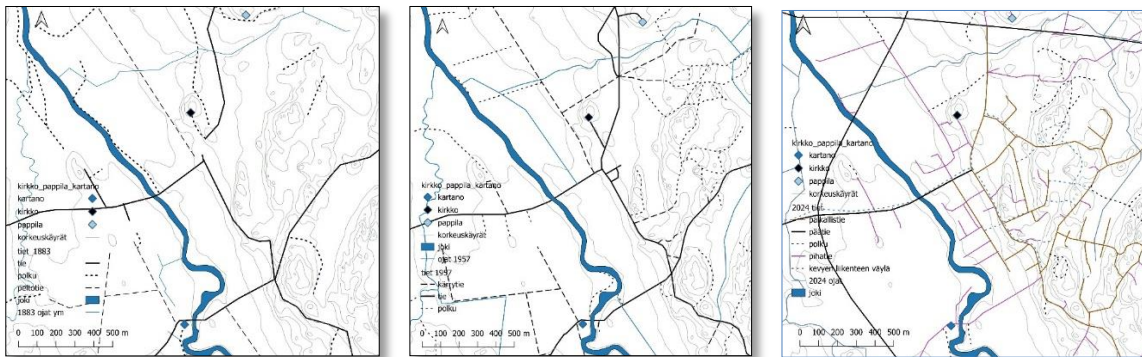 kirkko_pappila_kartano
kartano
kirkko
pappila
korkeuskäyrät
tiet_1883
tie
polku
peltotie
joki
1883 ojat ym
0 100 200 300 400 500 m
kirkko_pappila_kartano
kartano
kirkko
pappila
korkeuskäyrät
joki
ojat 1957
tiet 1957
kärrytie
tie
polku
0 100 200 300 400 500 m
kirkko_pappila_kartano
kartano
kirkko
pappila
korkeuskäyrät
2024 tiet
paikallistie
päätie
polku
pihatie
kevyen liikenteen väylä
2024 ojat
joki
0 100 200 300 400 500 m